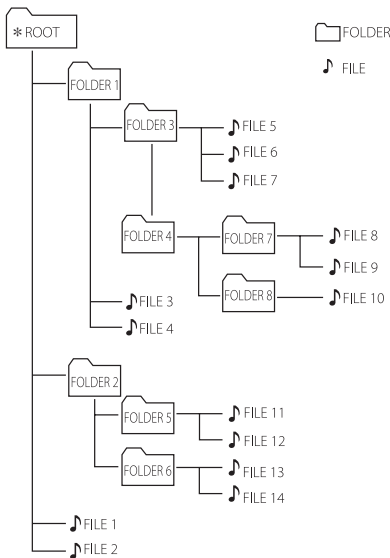 * ROOT
FOLDER
FILE
FOLDER 1
FOLDER 3
FILE 5
FILE 6
FILE 7
FOLDER 4
FOLDER 7
FILE 8
FILE 9
FOLDER 8
FILE 10
FILE 3
FILE 4
FOLDER 2
FOLDER 5
FILE 11
FILE 12
FOLDER 6
FILE 13
FILE 14
FILE 1
FILE 2